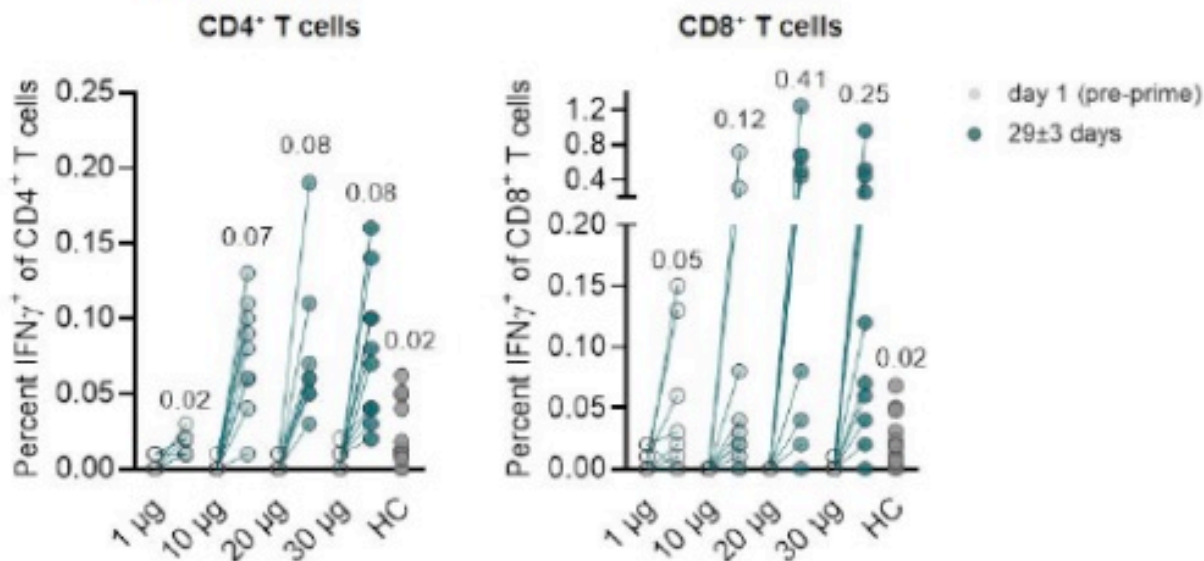 CD4⁺ T cells
Percent IFNγ⁺ of CD4⁺ T cells
0.25
0.20
0.15
0.10
0.05
0.00
0.02
0.07
0.08
0.08
0.02
1 µg
10 µg
20 µg
30 µg
HC
CD8⁺ T cells
Percent IFNγ⁺ of CD8⁺ T cells
1.2
0.8
0.4
0.20
0.15
0.10
0.05
0.00
0.05
0.12
0.41
0.25
0.02
1 µg
10 µg
20 µg
30 µg
HC
day 1 (pre-prime)
29±3 days